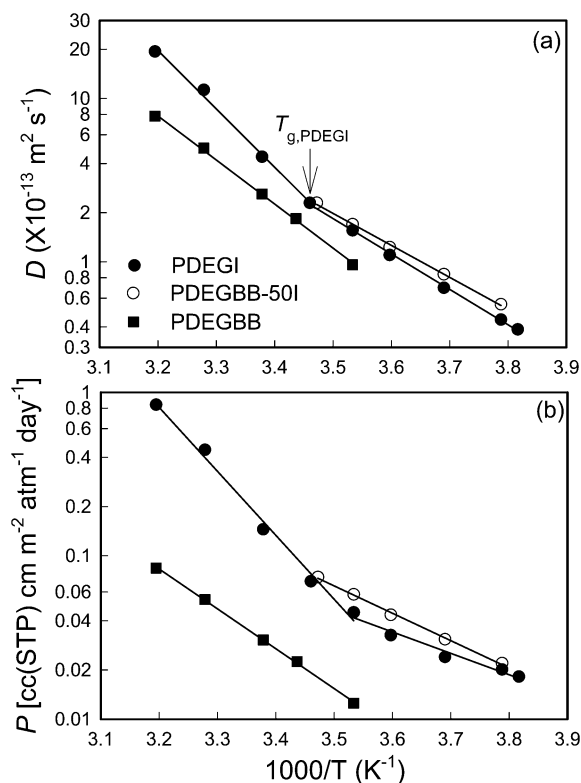 30
20
10
8
6
4
2
1
0.8
0.6
0.4
0.3
D (X10⁻¹³ m² s⁻¹)
(a)
Tg,PDEGI
PDEGI
PDEGBB-50I
PDEGBB
3.1 3.2 3.3 3.4 3.5 3.6 3.7 3.8 3.9
1
0.8
0.6
0.4
0.2
0.1
0.08
0.06
0.04
0.02
0.01
P [cc(STP) cm m⁻² atm⁻¹ day⁻¹]
(b)
3.1 3.2 3.3 3.4 3.5 3.6 3.7 3.8 3.9
1000/T (K⁻¹)